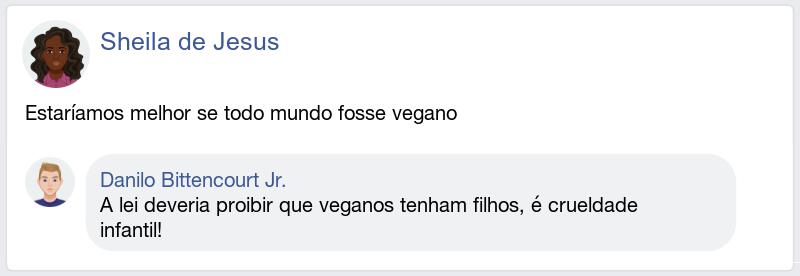 Sheila de Jesus
Estaríamos melhor se todo mundo fosse vegano
Danilo Bittencourt Jr.
A lei deveria proibir que veganos tenham filhos, é crueldade
infantil!